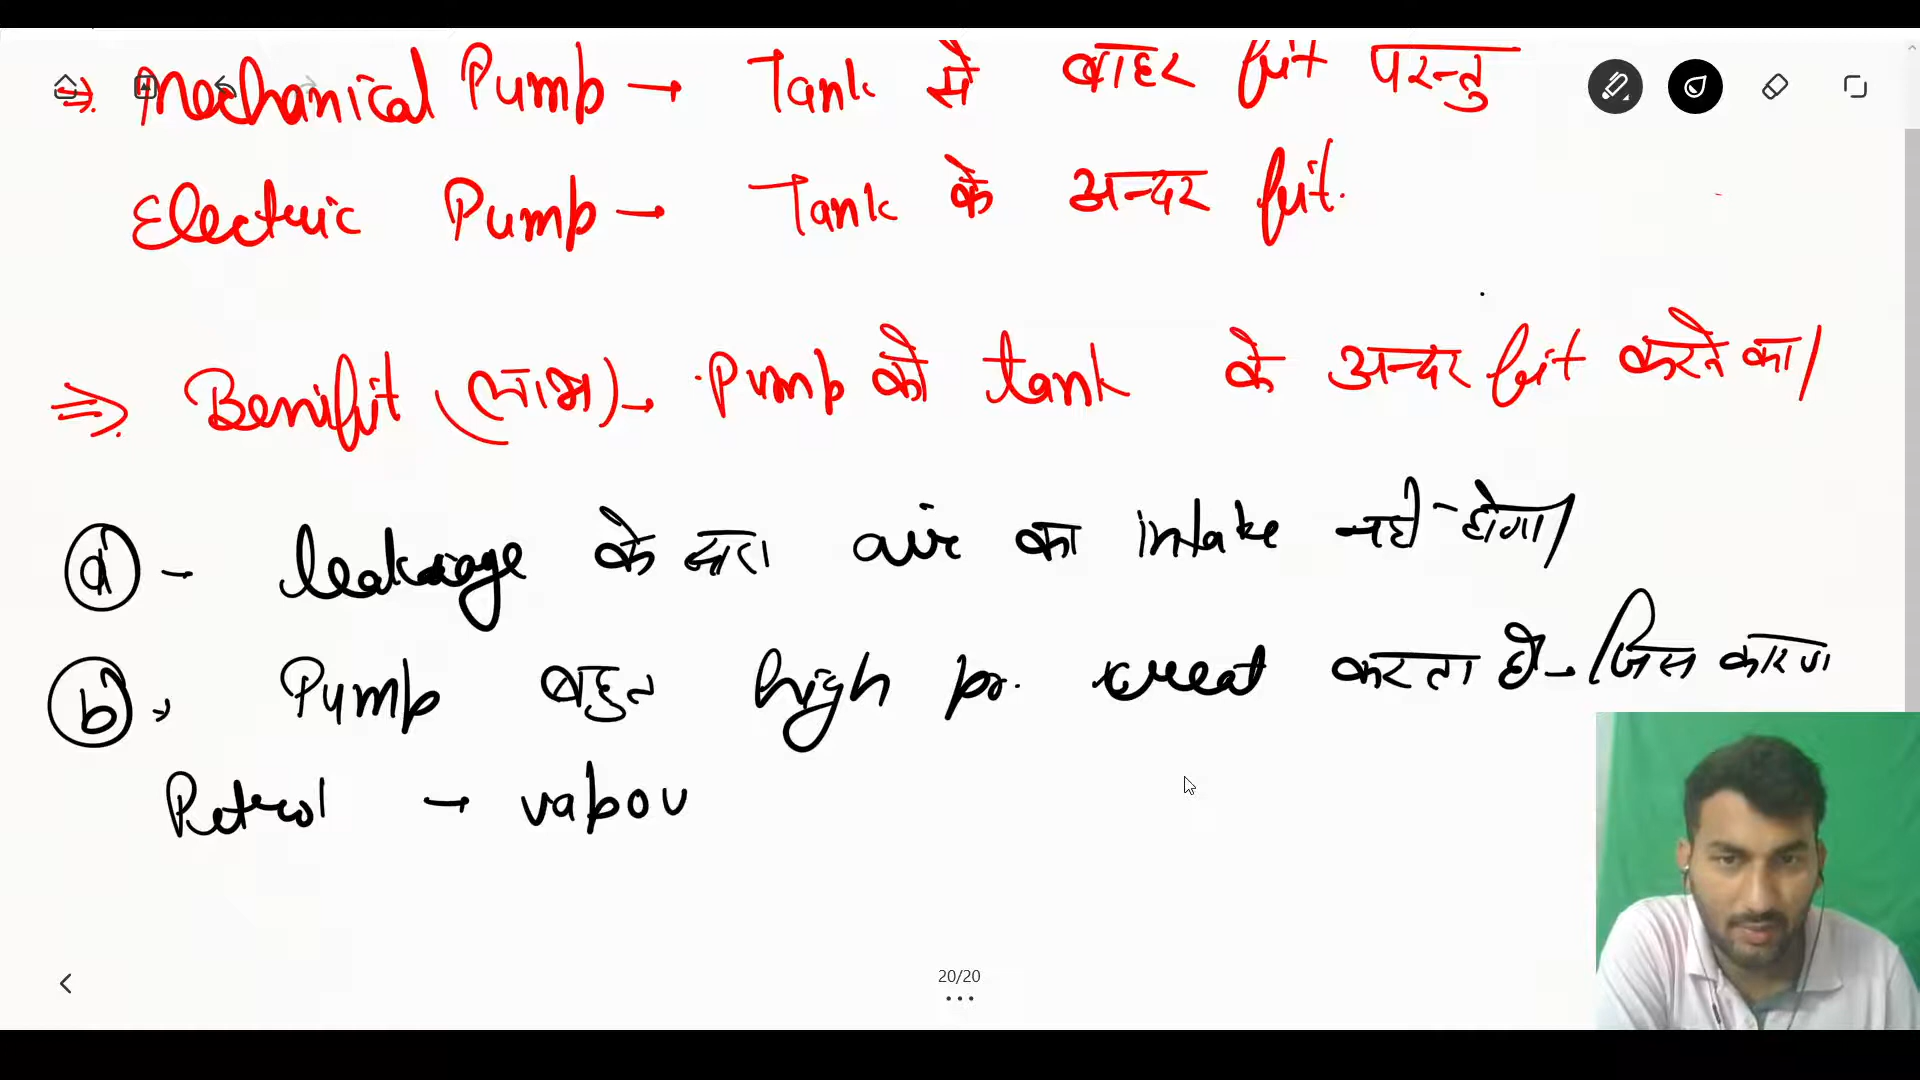 ⇒ Mechanical Pump → Tank से बाहर fit परन्तु
Electric Pump → Tank के अन्दर fit.
⇒ Benifit (लाभ) → Pump को tank के अन्दर fit करने का/
(a) - leakage के द्वारा air का intake नही होगा/
(b) → Pump बहुत high pr. creat करता है → जिस कारण
Petrol → vapou
20/20